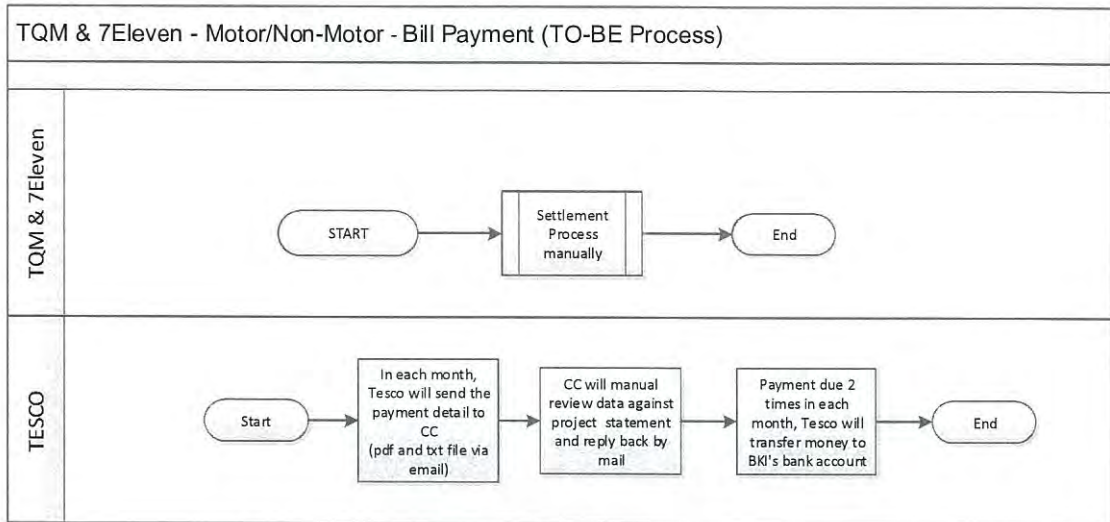 TQM & 7Eleven - Motor/Non-Motor - Bill Payment (TO-BE Process)
TQM & 7Eleven
START
Settlement
Process
manually
End
TESCO
Start
In each month,
Tesco will send the
payment detail to
CC
(pdf and txt file via
email)
CC will manual
review data against
project statement
and reply back by
mail
Payment due 2
times in each
month, Tesco will
transfer money to
BKI's bank account
End